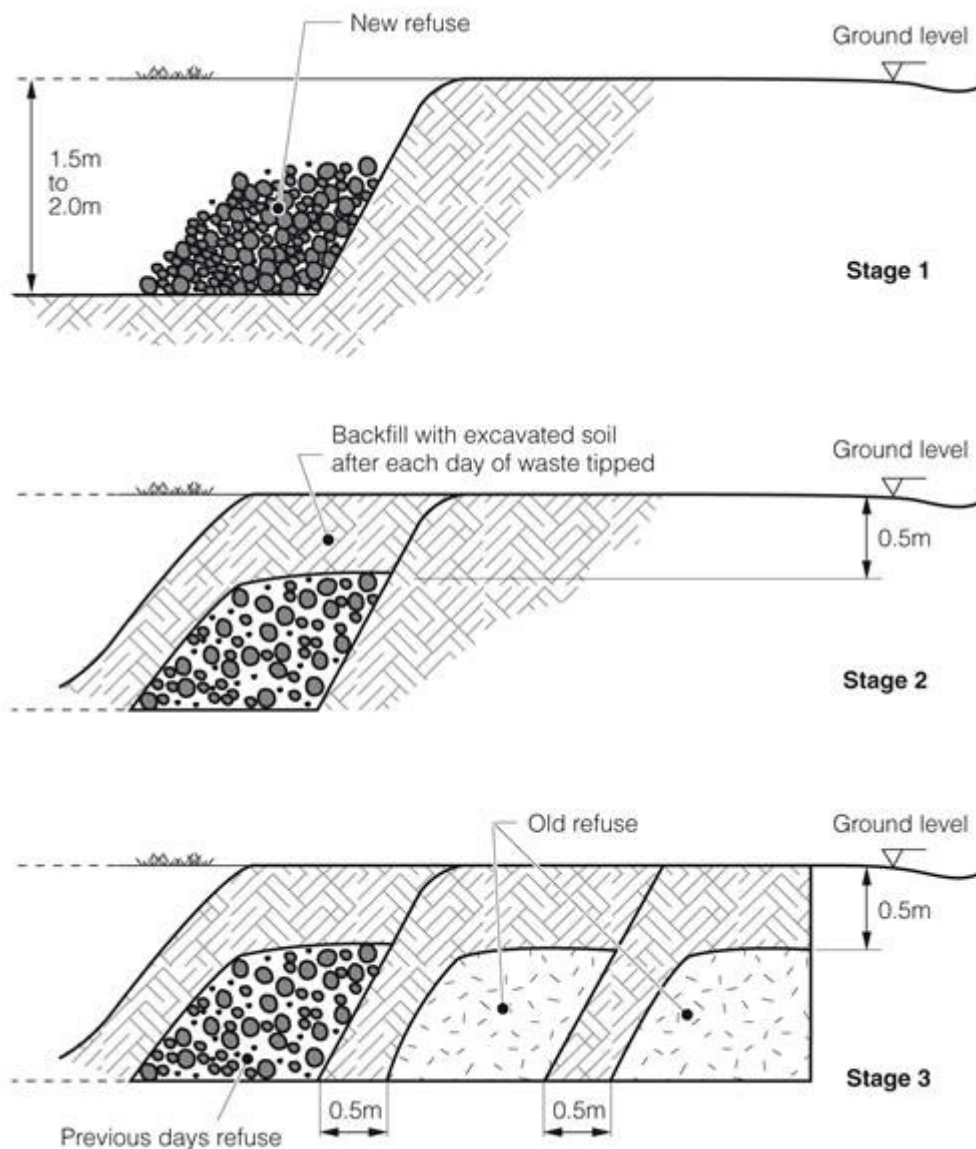 New refuse
Ground level
1.5m
to
2.0m
Stage 1
Backfill with excavated soil
after each day of waste tipped
Ground level
0.5m
Stage 2
Old refuse
Ground level
0.5m
Stage 3
0.5m
0.5m
Previous days refuse